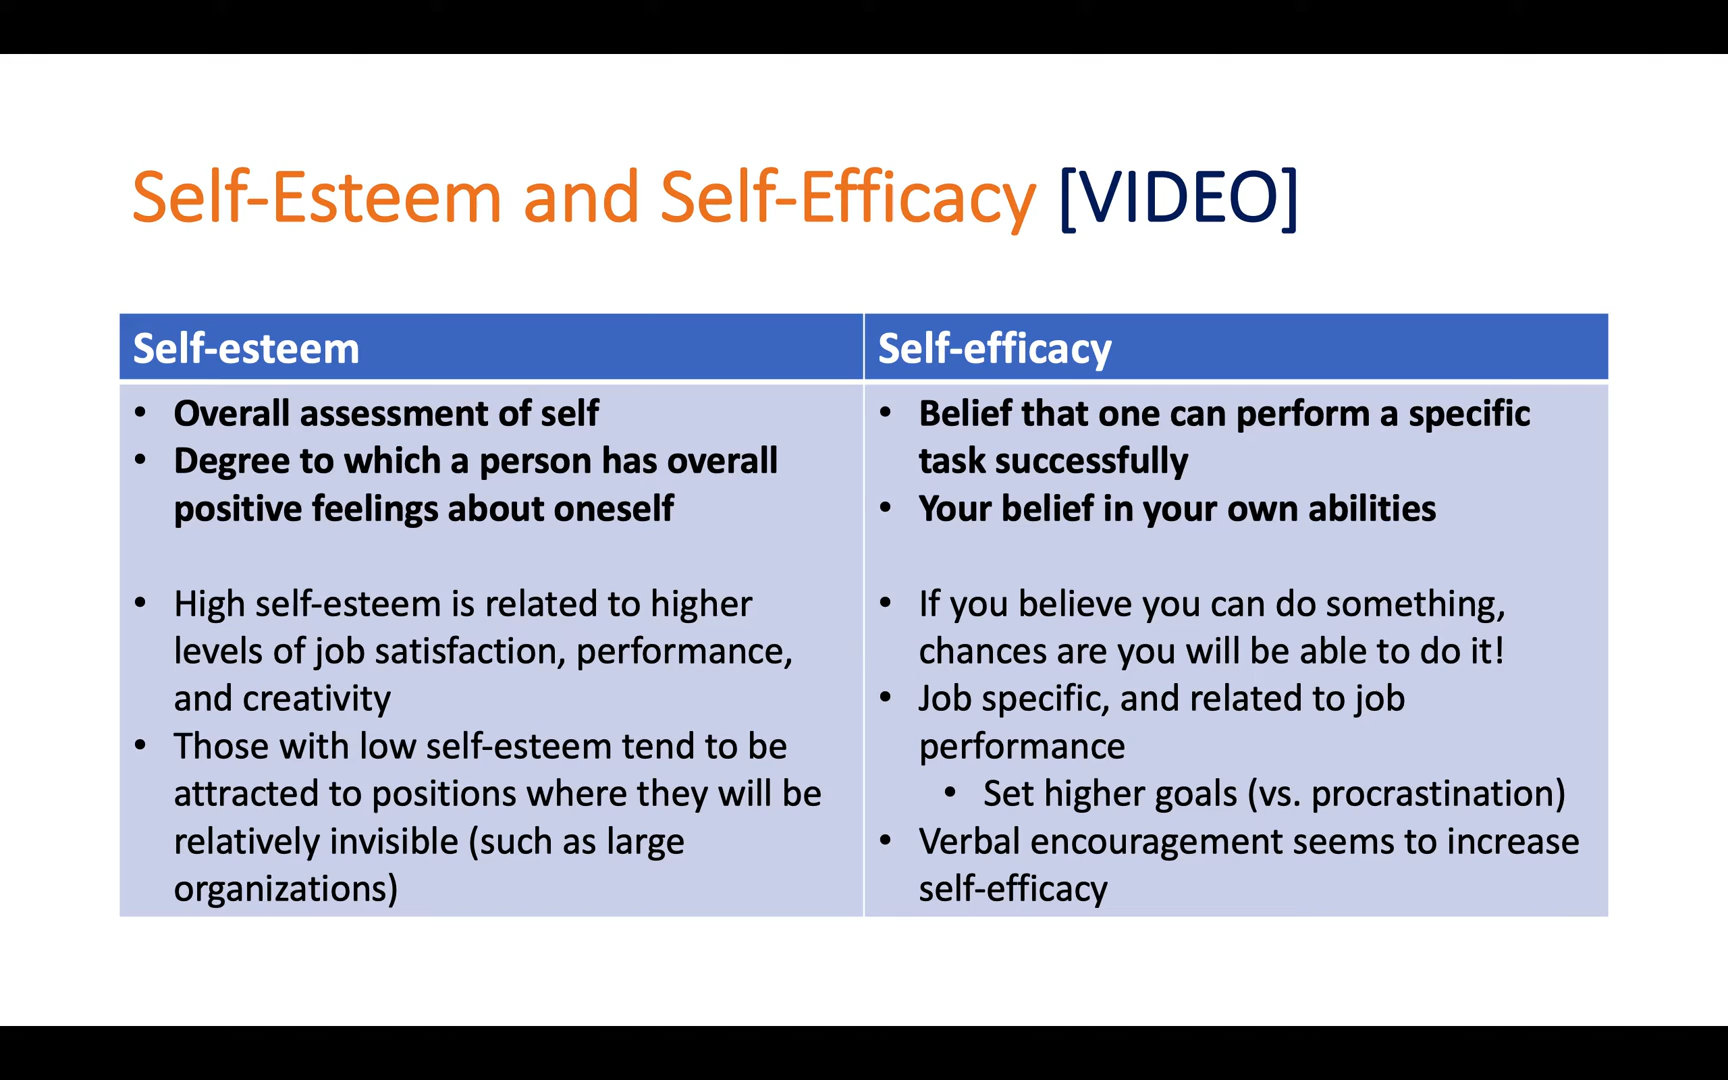 Self-Esteem and Self-Efficacy [VIDEO]
Self-esteem
• Overall assessment of self
• Degree to which a person has overall
positive feelings about oneself
• High self-esteem is related to higher
levels of job satisfaction, performance,
and creativity
• Those with low self-esteem tend to be
attracted to positions where they will be
relatively invisible (such as large
organizations)
Self-efficacy
• Belief that one can perform a specific
task successfully
• Your belief in your own abilities
• If you believe you can do something,
chances are you will be able to do it!
• Job specific, and related to job
performance
• Set higher goals (vs. procrastination)
• Verbal encouragement seems to increase
self-efficacy